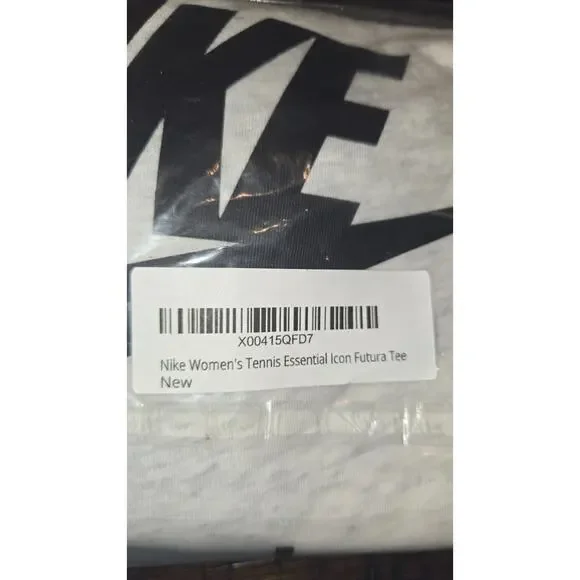 KE
X00415QFD7
Nike Women's Tennis Essential Icon Futura Tee
New